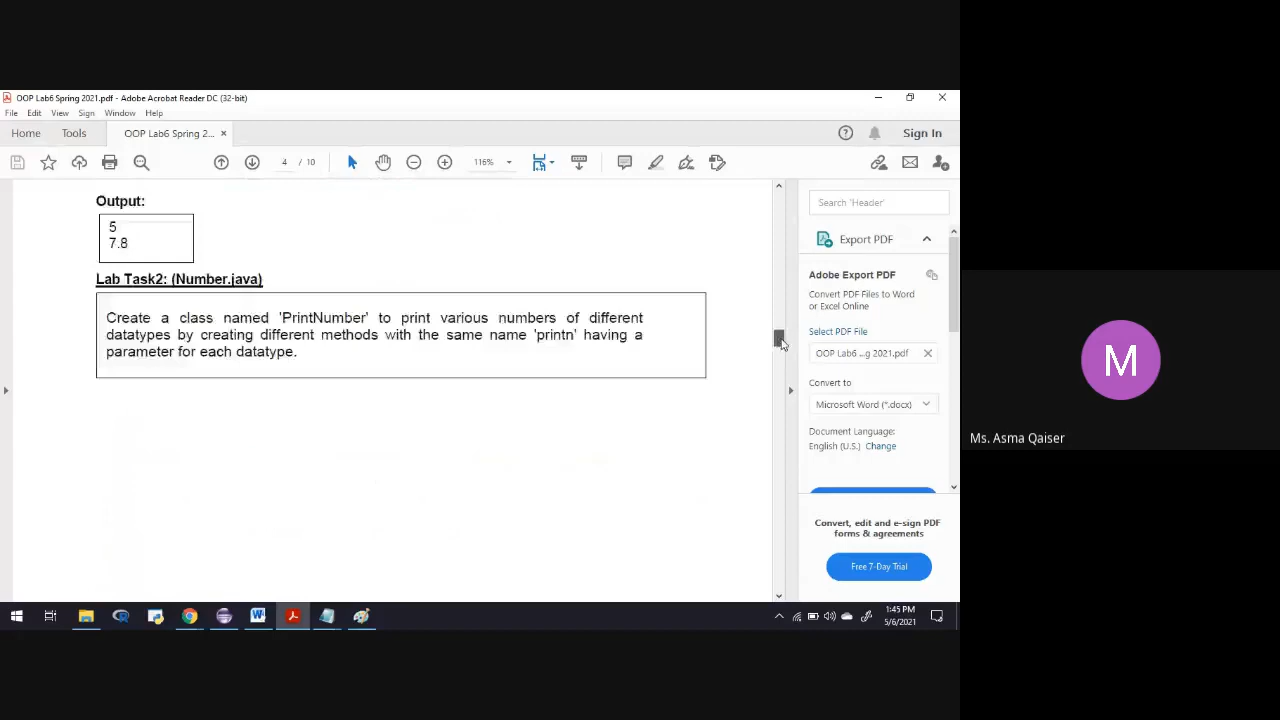 OOP Lab6 Spring 2021.pdf - Adobe Acrobat Reader DC (32-bit)
File Edit View Sign Window Help
Home Tools OOP Lab6 Spring 2... × Sign In
4 / 10 116%
Output:
5
7.8
Lab Task2: (Number.java)
Create a class named 'PrintNumber' to print various numbers of different
datatypes by creating different methods with the same name 'printn' having a
parameter for each datatype.
Search 'Header'
Export PDF
Adobe Export PDF
Convert PDF Files to Word
or Excel Online
Select PDF File
OOP Lab6 ...g 2021.pdf
Convert to
Microsoft Word (*.docx)
Document Language:
English (U.S.) Change
Convert, edit and e-sign PDF
forms & agreements
Free 7-Day Trial
1:45 PM
5/6/2021
M
Ms. Asma Qaiser